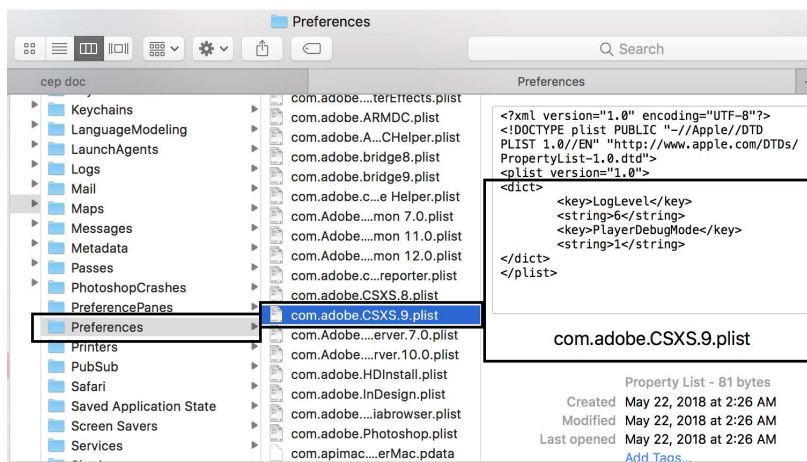 Preferences
Search
cep doc
Preferences
Keychains
LanguageModeling
LaunchAgents
Logs
Mail
Maps
Messages
Metadata
Passes
PhotoshopCrashes
PreferencePanes
Preferences
Printers
PubSub
Safari
Saved Application State
Screen Savers
Services
com.adobe....terEffects.plist
com.adobe.ARMDC.plist
com.adobe.A...CHelper.plist
com.adobe.bridge8.plist
com.adobe.bridge9.plist
com.adobe.c...e Helper.plist
com.Adobe....mon 7.0.plist
com.Adobe....mon 11.0.plist
com.Adobe....mon 12.0.plist
com.adobe.c...reporter.plist
com.adobe.CSXS.8.plist
com.adobe.CSXS.9.plist
com.Adobe....erver.7.0.plist
com.Adobe....rver.10.0.plist
com.adobe.HDInstall.plist
com.adobe.InDesign.plist
com.adobe....iabrowser.plist
com.adobe.Photoshop.plist
com.apimac....erMac.pdata
<?xml version="1.0" encoding="UTF-8"?>
<!DOCTYPE plist PUBLIC "-//Apple//DTD
PLIST 1.0//EN" "http://www.apple.com/DTDs/
PropertyList-1.0.dtd">
<plist version="1.0">
<dict>
<key>LogLevel</key>
<string>6</string>
<key>PlayerDebugMode</key>
<string>1</string>
</dict>
</plist>
com.adobe.CSXS.9.plist
Property List - 81 bytes
Created May 22, 2018 at 2:26 AM
Modified May 22, 2018 at 2:26 AM
Last opened May 22, 2018 at 2:26 AM
Add Tags...